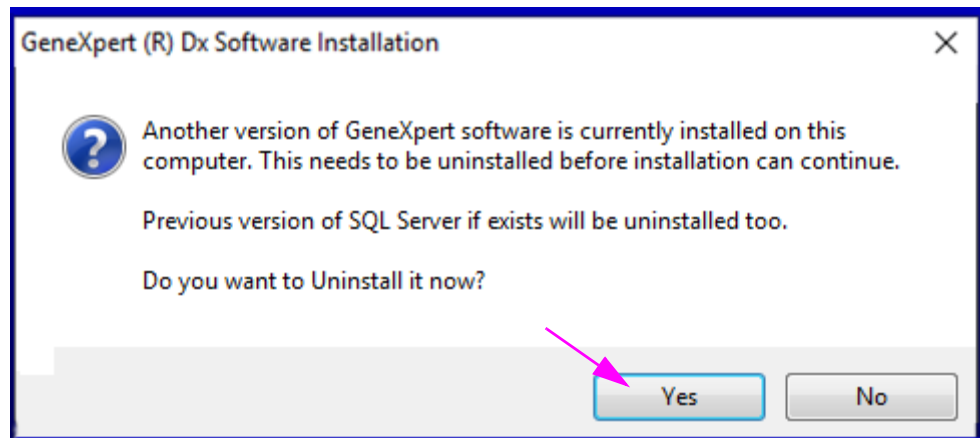 GeneXpert (R) Dx Software Installation
Another version of GeneXpert software is currently installed on this
computer. This needs to be uninstalled before installation can continue.
Previous version of SQL Server if exists will be uninstalled too.
Do you want to Uninstall it now?
Yes
No